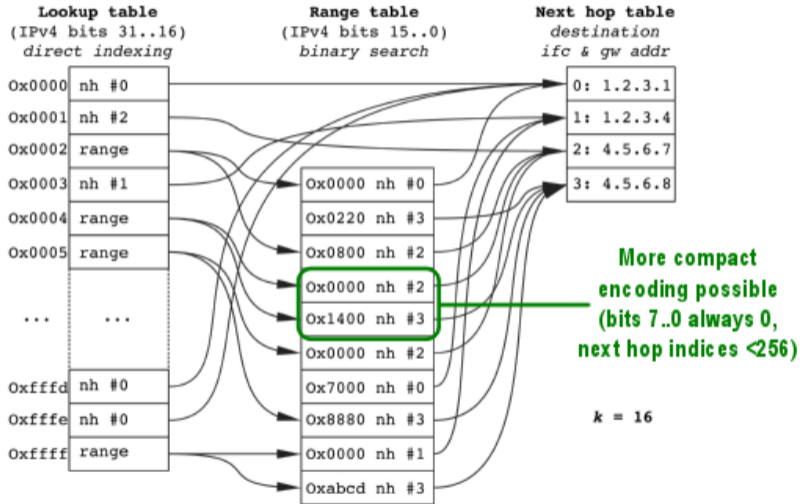 Lookup table
(IPv4 bits 31..16)
direct indexing
Range table
(IPv4 bits 15..0)
binary search
Next hop table
destination
ifc & gw addr
0x0000 nh #0
0x0001 nh #2
0x0002 range
0x0003 nh #1
0x0004 range
0x0005 range
... ...
0xfffd nh #0
0xfffe nh #0
0xffff range
0x0000 nh #0
0x0220 nh #3
0x0800 nh #2
0x0000 nh #2
0x1400 nh #3
0x0000 nh #2
0x7000 nh #0
0x8880 nh #3
0x0000 nh #1
0xabcd nh #3
0: 1.2.3.1
1: 1.2.3.4
2: 4.5.6.7
3: 4.5.6.8
More compact
encoding possible
(bits 7..0 always 0,
next hop indices <256)
k = 16